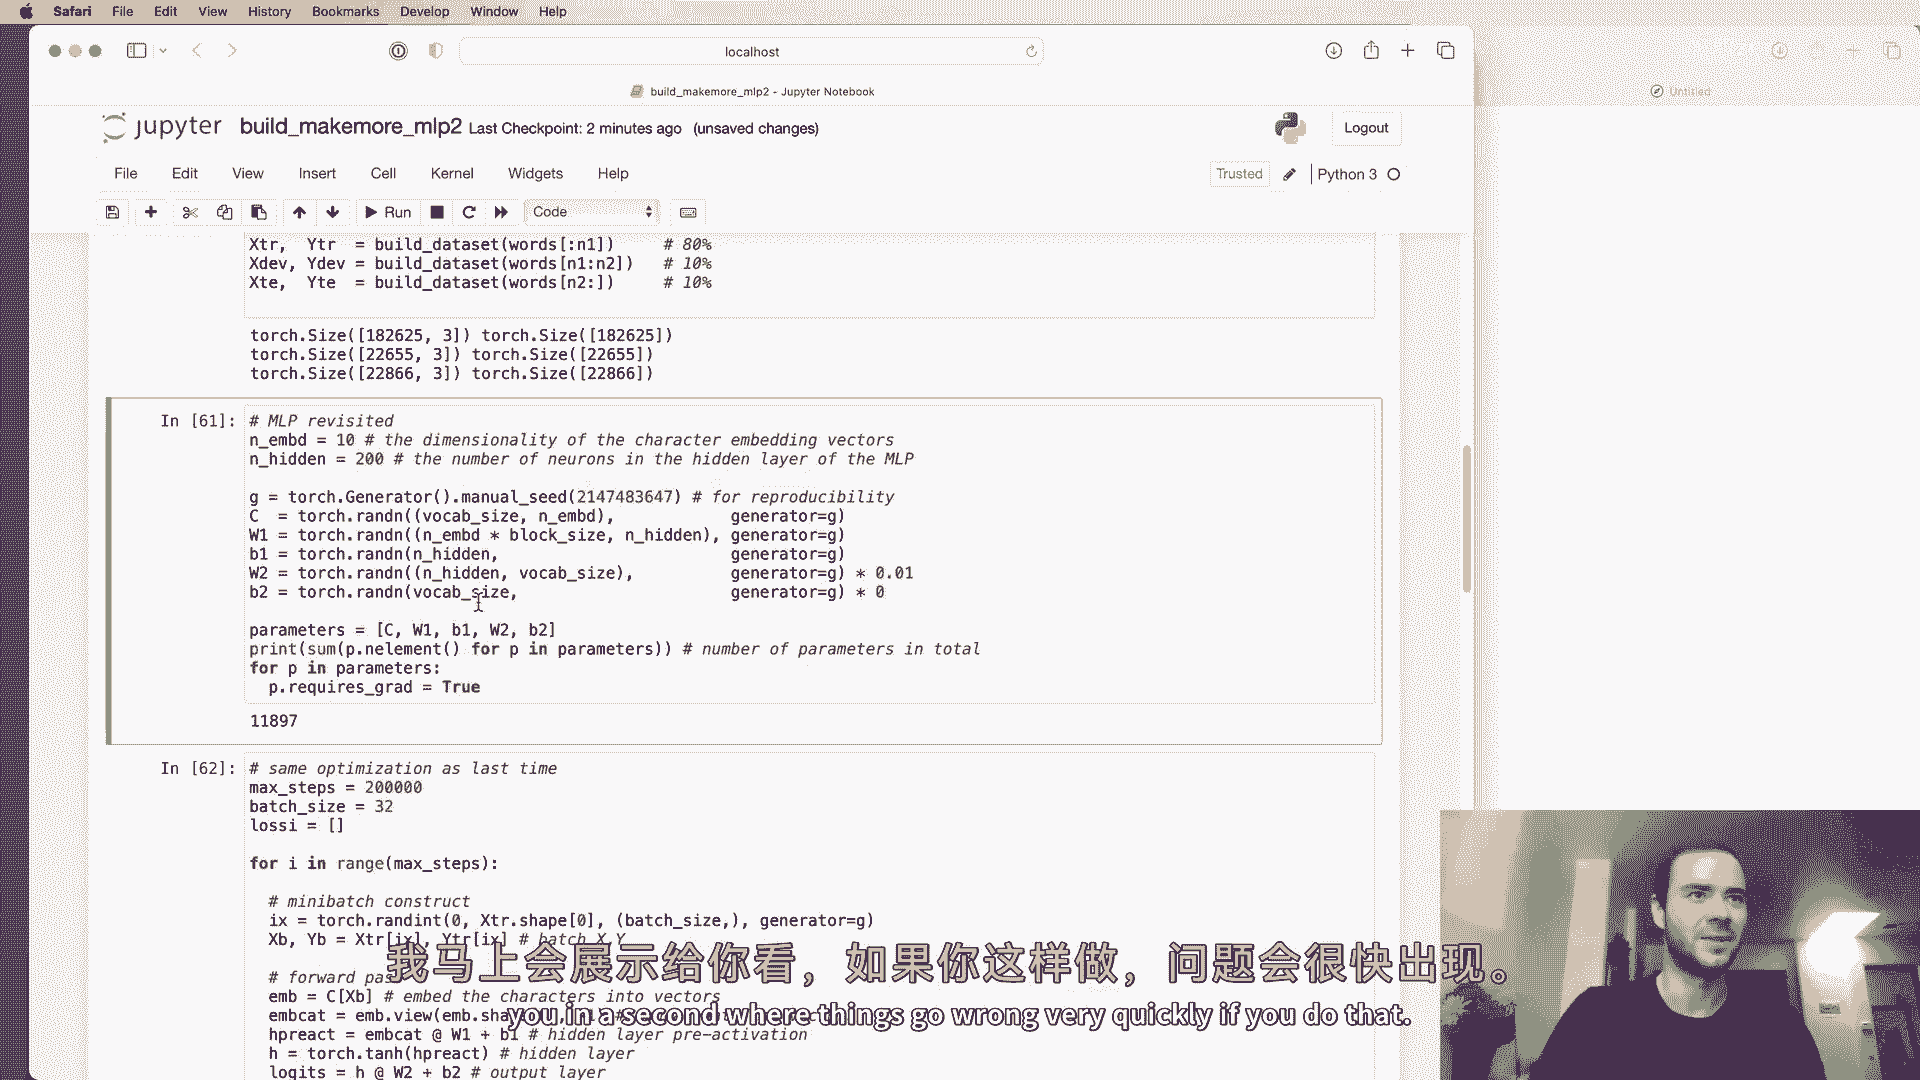 Safari File Edit View History Bookmarks Develop Window Help
localhost
build_makemore_mlp2 - Jupyter Notebook
Untitled
jupyter build_makemore_mlp2 Last Checkpoint: 2 minutes ago (unsaved changes)
Logout
File Edit View Insert Cell Kernel Widgets Help
Trusted
Python 3
Run
Code
Xtr, Ytr = build_dataset(words[:n1]) # 80%
Xdev, Ydev = build_dataset(words[n1:n2]) # 10%
Xte, Yte = build_dataset(words[n2:]) # 10%
torch.Size([182625, 3]) torch.Size([182625])
torch.Size([22655, 3]) torch.Size([22655])
torch.Size([22866, 3]) torch.Size([22866])
In [61]: # MLP revisited
n_embd = 10 # the dimensionality of the character embedding vectors
n_hidden = 200 # the number of neurons in the hidden layer of the MLP
g = torch.Generator().manual_seed(2147483647) # for reproducibility
C = torch.randn((vocab_size, n_embd), generator=g)
W1 = torch.randn((n_embd * block_size, n_hidden), generator=g)
b1 = torch.randn(n_hidden, generator=g)
W2 = torch.randn((n_hidden, vocab_size), generator=g) * 0.01
b2 = torch.randn(vocab_size, generator=g) * 0
parameters = [C, W1, b1, W2, b2]
print(sum(p.nelement() for p in parameters)) # number of parameters in total
for p in parameters:
p.requires_grad = True
11897
In [62]: # same optimization as last time
max_steps = 200000
batch_size = 32
lossi = []
for i in range(max_steps):
# minibatch construct
ix = torch.randint(0, Xtr.shape[0], (batch_size,), generator=g)
Xb, Yb = Xtr[ix], Ytr[ix] # batch X,Y
我马上会展示给你看，如果你这样做，问题会很快出现。
# forward pas
emb = C[Xb] # embed the characters into vectors
embcat = emb.view(emb.sha
you in a second where things go wrong very quickly if you do that.
hpreact = embcat @ W1 + b1 # hidden layer pre-activation
h = torch.tanh(hpreact) # hidden layer
logits = h @ W2 + b2 # output layer